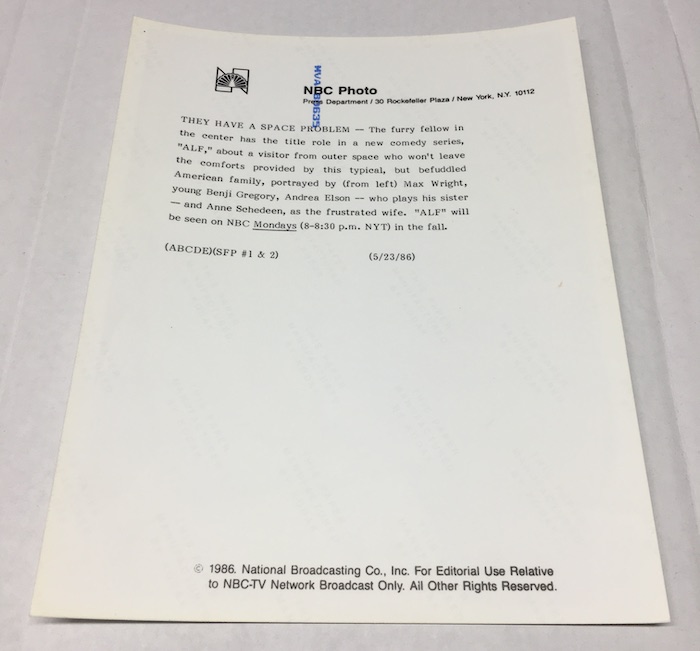 NBC Photo
Press Department / 30 Rockefeller Plaza / New York, N.Y. 10112
THEY HAVE A SPACE PROBLEM — The furry fellow in
the center has the title role in a new comedy series,
"ALF," about a visitor from outer space who won't leave
the comforts provided by this typical, but befuddled
American family, portrayed by (from left) Max Wright,
young Benji Gregory, Andrea Elson — who plays his sister
— and Anne Schedeen, as the frustrated wife. "ALF" will
be seen on NBC Mondays (8-8:30 p.m. NYT) in the fall.
(ABCDE)(SFP #1 & 2) (5/23/86)
© 1986. National Broadcasting Co., Inc. For Editorial Use Relative
to NBC-TV Network Broadcast Only. All Other Rights Reserved.